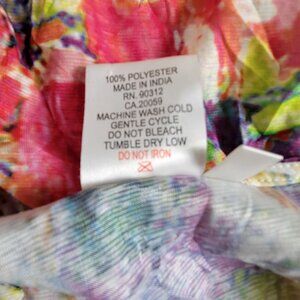 100% POLYESTER
MADE IN INDIA
RN. 90312
CA.20059
MACHINE WASH COLD
GENTLE CYCLE
DO NOT BLEACH
TUMBLE DRY LOW
DO NOT IRON